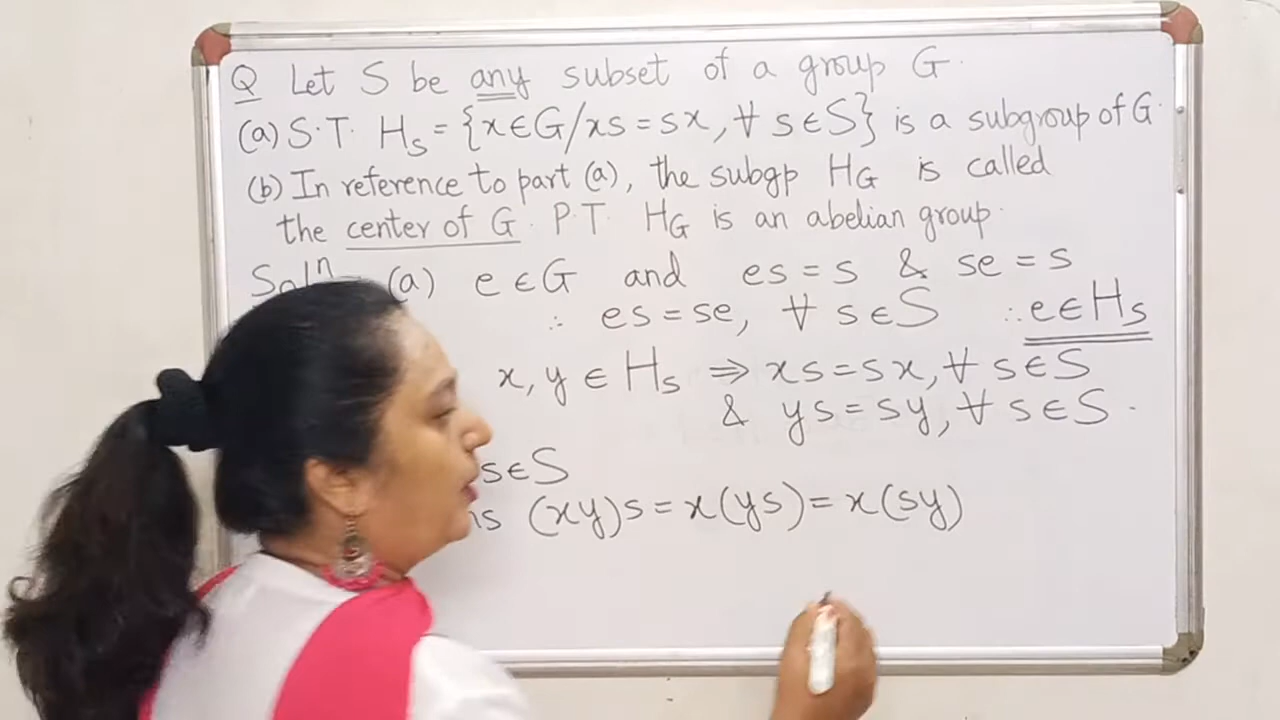 Q Let S be any subset of a group G.
(a) S.T. H_S = {x∈G/xs = sx, ∀ s∈S} is a subgroup of G.
(b) In reference to part (a), the subgp H_G is called
the center of G. P.T. H_G is an abelian group.
Solⁿ (a) e∈G and es = s & se = s
∴ es = se, ∀ s∈S ∴ e∈H_S
x, y ∈ H_S ⇒ xs = sx, ∀ s∈S
& ys = sy, ∀ s∈S.
s∈S
(xy)s = x(ys) = x(sy)